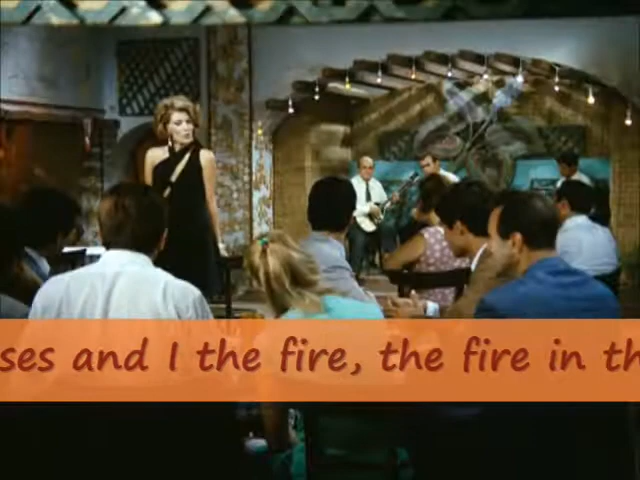 ses and I the fire, the fire in th